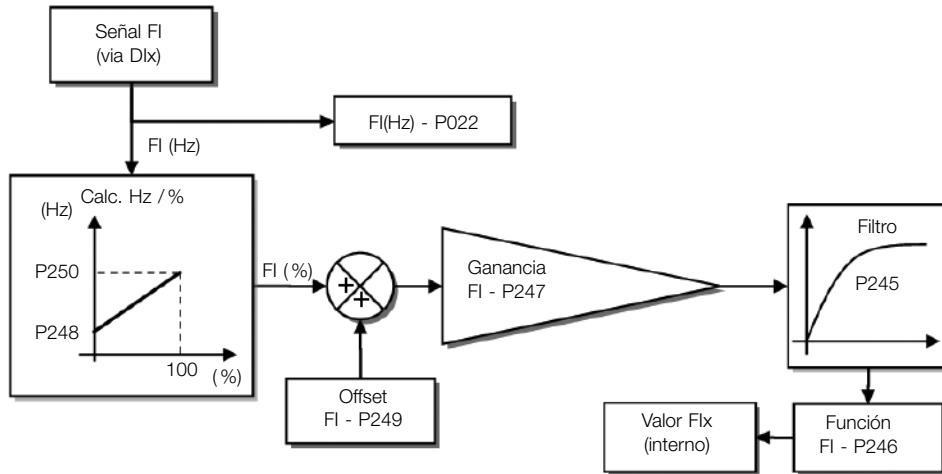 Señal FI
(via DIx)
FI(Hz) - P022
FI (Hz)
Calc. Hz / %
(Hz)
P250
P248
100
(%)
FI (%)
+
+
Offset
FI - P249
Ganancia
FI - P247
Filtro
P245
Función
FI - P246
Valor FIx
(interno)